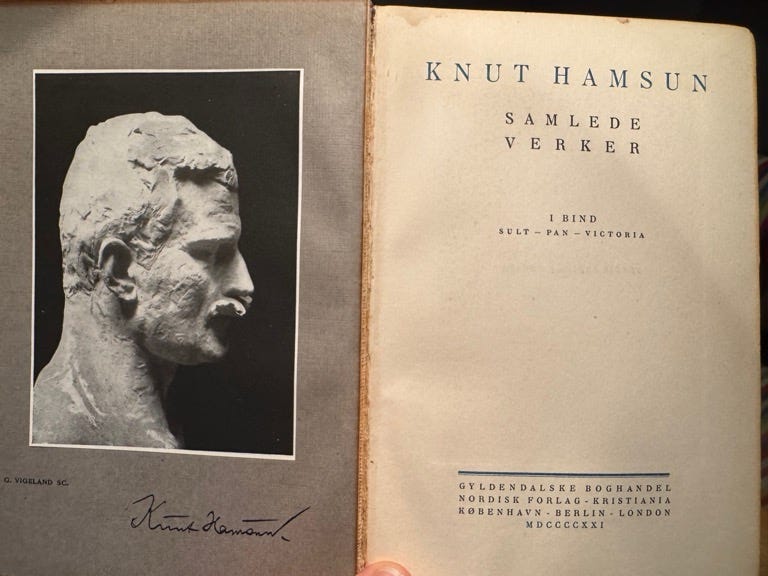 G. VIGELAND SC.
Knut Hamsun.
KNUT HAMSUN
SAMLEDE
VERKER
I BIND
SULT – PAN – VICTORIA
GYLDENDALSKE BOGHANDEL
NORDISK FORLAG - KRISTIANIA
KØBENHAVN - BERLIN - LONDON
MDCCCCXXI